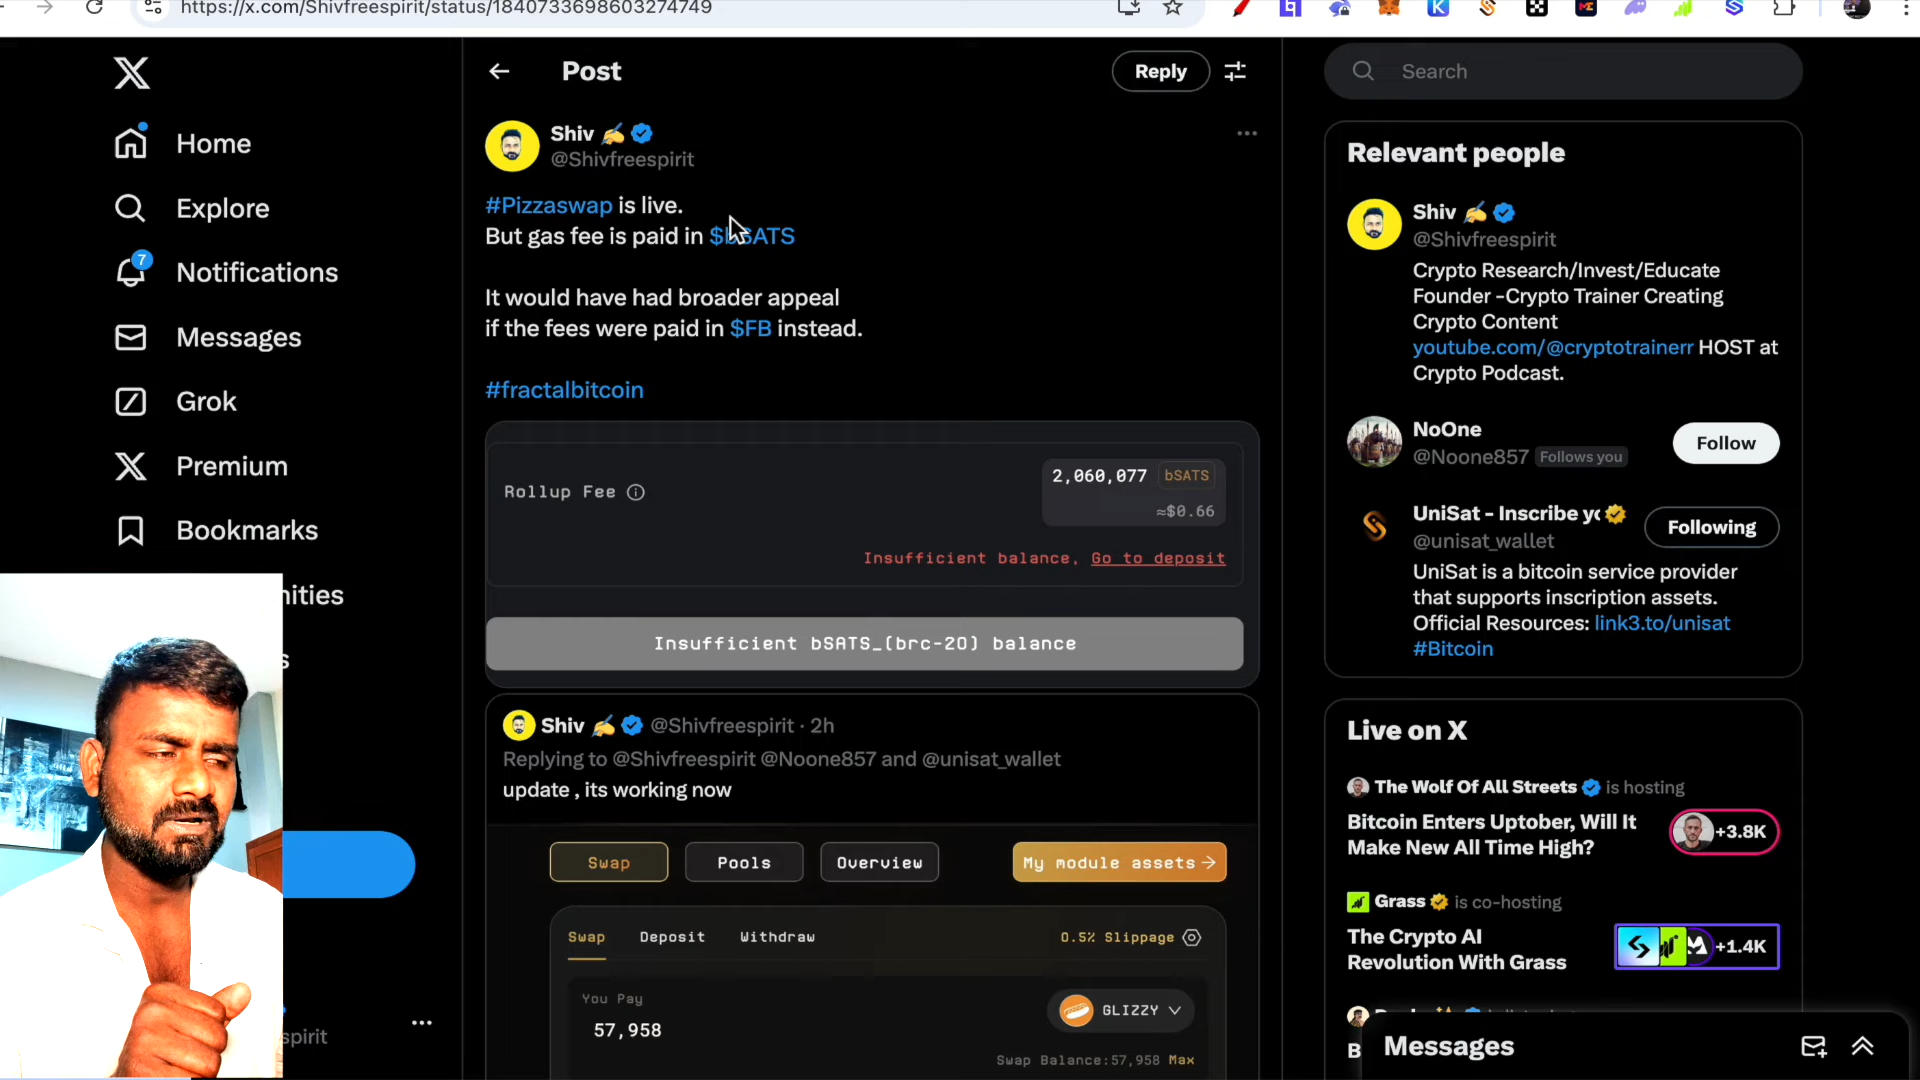 https://x.com/Shivfreespirit/status/1840733698603274749
Post
Reply
Search
Home
Explore
7
Notifications
Messages
Grok
Premium
Bookmarks
nities
s
spirit
Shiv
@Shivfreespirit
#Pizzaswap is live.
But gas fee is paid in $bSATS
It would have had broader appeal
if the fees were paid in $FB instead.
#fractalbitcoin
Rollup Fee
2,060,077 bSATS
≈$0.66
Insufficient balance, Go to deposit
Insufficient bSATS_(brc-20) balance
Shiv @Shivfreespirit · 2h
Replying to @Shivfreespirit @Noone857 and @unisat_wallet
update , its working now
Swap Pools Overview My module assets →
Swap Deposit Withdraw 0.5% Slippage
You Pay
57,958
GLIZZY
Swap Balance:57,958 Max
Relevant people
Shiv
@Shivfreespirit
Crypto Research/Invest/Educate
Founder -Crypto Trainer Creating
Crypto Content
youtube.com/@cryptotrainerr HOST at
Crypto Podcast.
NoOne
@Noone857 Follows you
Follow
UniSat - Inscribe yo
@unisat_wallet
Following
UniSat is a bitcoin service provider
that supports inscription assets.
Official Resources: link3.to/unisat
#Bitcoin
Live on X
The Wolf Of All Streets is hosting
Bitcoin Enters Uptober, Will It
Make New All Time High?
+3.8K
Grass is co-hosting
The Crypto AI
Revolution With Grass
+1.4K
B
Messages